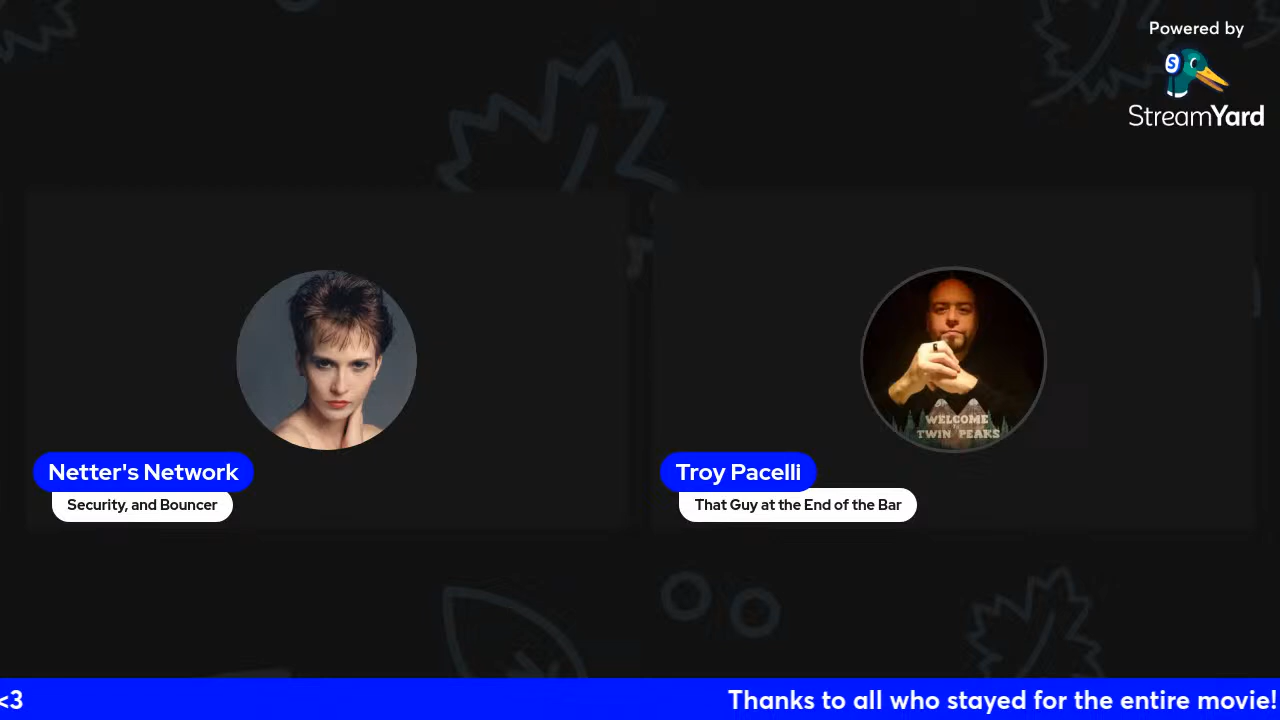 Powered by
S
StreamYard
WELCOME
TWIN PEAKS
Netter's Network
Security, and Bouncer
Troy Pacelli
That Guy at the End of the Bar
<3
Thanks to all who stayed for the entire movie!